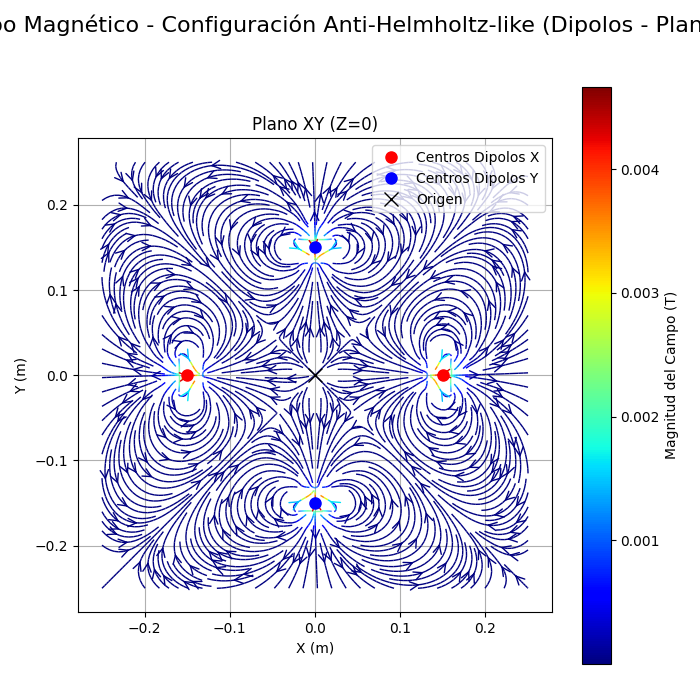 po Magnético - Configuración Anti-Helmholtz-like (Dipolos - Plan
Plano XY (Z=0)
Centros Dipolos X
Centros Dipolos Y
Origen
Y (m)
0.2
0.1
0.0
−0.1
−0.2
−0.2
−0.1
0.0
0.1
0.2
X (m)
0.004
0.003
0.002
0.001
Magnitud del Campo (T)